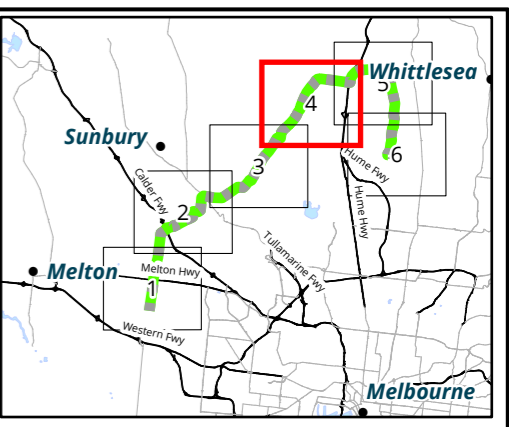 Whittlesea
5
4
Sunbury
6
Hume Fwy
3
Calder Fwy
Hume Hwy
2
Tullamarine Fwy
Melton
Melton Hwy
1
Western Fwy
Melbourne